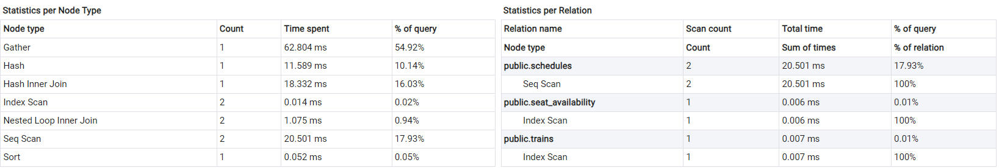 Statistics per Node Type
Node type Count Time spent % of query
Gather 1 62.804 ms 54.92%
Hash 1 11.589 ms 10.14%
Hash Inner Join 1 18.332 ms 16.03%
Index Scan 2 0.014 ms 0.02%
Nested Loop Inner Join 2 1.075 ms 0.94%
Seq Scan 2 20.501 ms 17.93%
Sort 1 0.052 ms 0.05%
Statistics per Relation
Relation name Scan count Total time % of query
Node type Count Sum of times % of relation
public.schedules 2 20.501 ms 17.93%
Seq Scan 2 20.501 ms 100%
public.seat_availability 1 0.006 ms 0.01%
Index Scan 1 0.006 ms 100%
public.trains 1 0.007 ms 0.01%
Index Scan 1 0.007 ms 100%